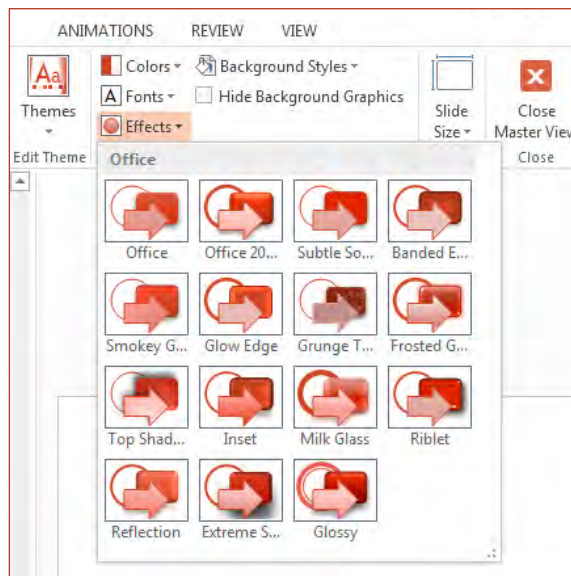 ANIMATIONS REVIEW VIEW
Aa
Themes
Edit Theme
Colors
Background Styles
A Fonts
Hide Background Graphics
Effects
Slide
Size
Close
Master View
Close
Office
Office Office 20... Subtle So... Banded E...
Smokey G... Glow Edge Grunge T... Frosted G...
Top Shad... Inset Milk Glass Riblet
Reflection Extreme S... Glossy